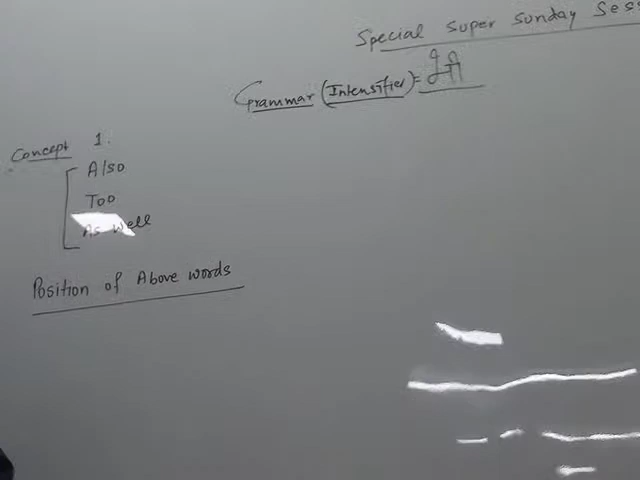 Special Super Sunday Ses
Grammar (Intensifier) = भी
Concept 1.
Also
Too
As Well
Position of Above words